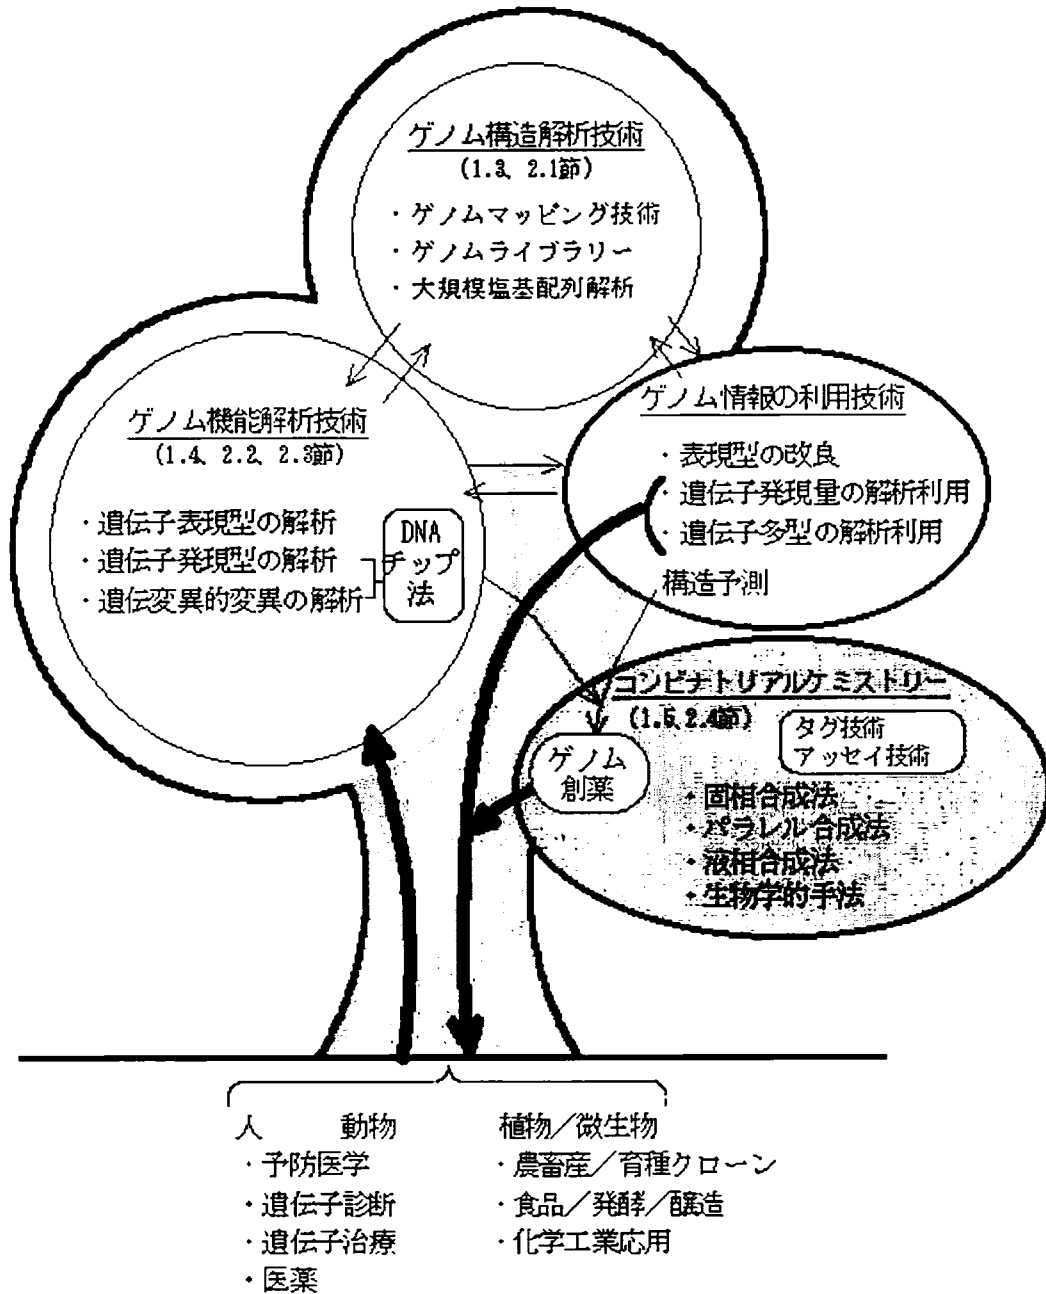 ゲノム構造解析技術
(1.3、2.1節)
・ゲノムマッピング技術
・ゲノムライブラリー
・大規模塩基配列解析
ゲノム機能解析技術
(1.4、2.2、2.3節)
・遺伝子表現型の解析
・遺伝子発現型の解析
・遺伝変異的変異の解析
DNA
チップ
法
ゲノム情報の利用技術
・表現型の改良
・遺伝子発現量の解析利用
・遺伝子多型の解析利用
構造予測
コンビナトリアルケミストリー
(1.5、2.4節)
タグ技術
アッセイ技術
ゲノム
創薬
・固相合成法
・パラレル合成法
・液相合成法
・生物学的手法
人 動物
・予防医学
・遺伝子診断
・遺伝子治療
・医薬
植物／微生物
・農畜産／育種クローン
・食品／発酵／醸造
・化学工業応用